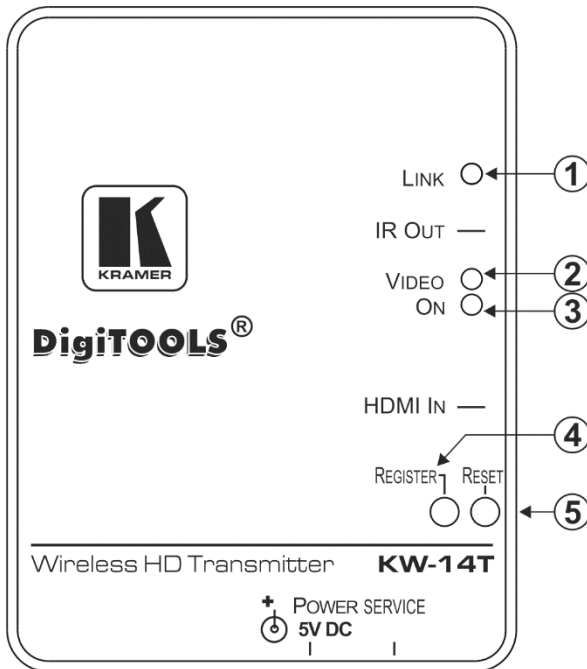 LINK
1
IR OUT
VIDEO
2
ON
3
KRAMER
DigiTOOLS®
HDMI IN
4
REGISTER RESET
5
Wireless HD Transmitter KW-14T
+ POWER SERVICE
5V DC